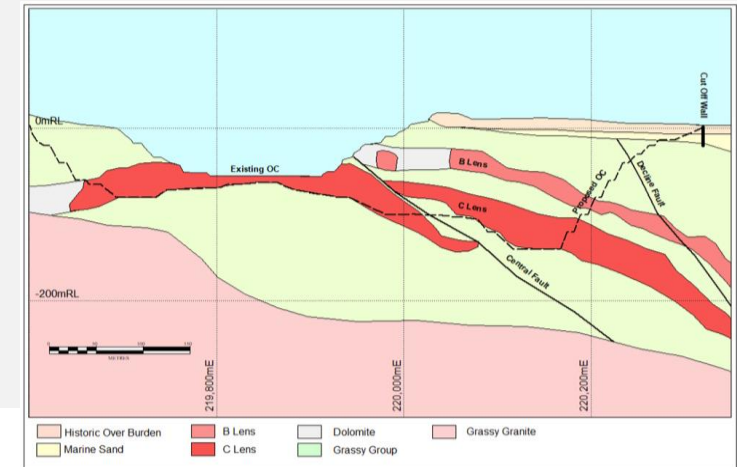 0mRL
Existing OC
B Lens
C Lens
Proposed OC
Decline Fault
Cut Off Wall
Central Fault
-200mRL
METRES
219,800mE
220,000mE
220,200mE
Historic Over Burden
B Lens
Dolomite
Grassy Granite
Marine Sand
C Lens
Grassy Group